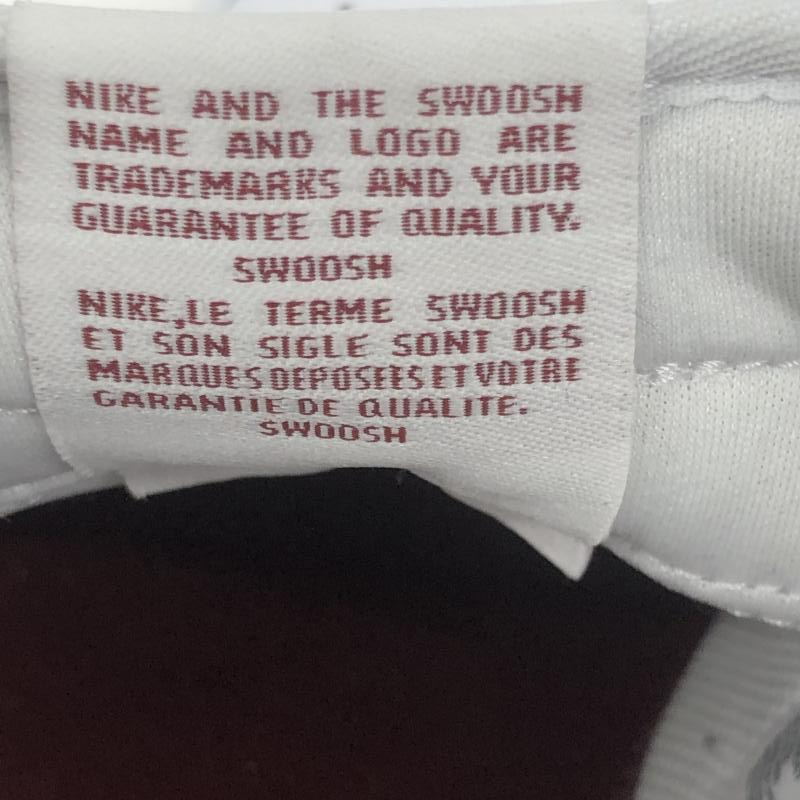 NIKE AND THE SWOOSH
NAME AND LOGO ARE
TRADEMARKS AND YOUR
GUARANTEE OF QUALITY.
SWOOSH
NIKE,LE TERME SWOOSH
ET SON SIGLE SONT DES
MARQUES DEPOSEES ET VOTRE
GARANTIE DE QUALITE.
SWOOSH